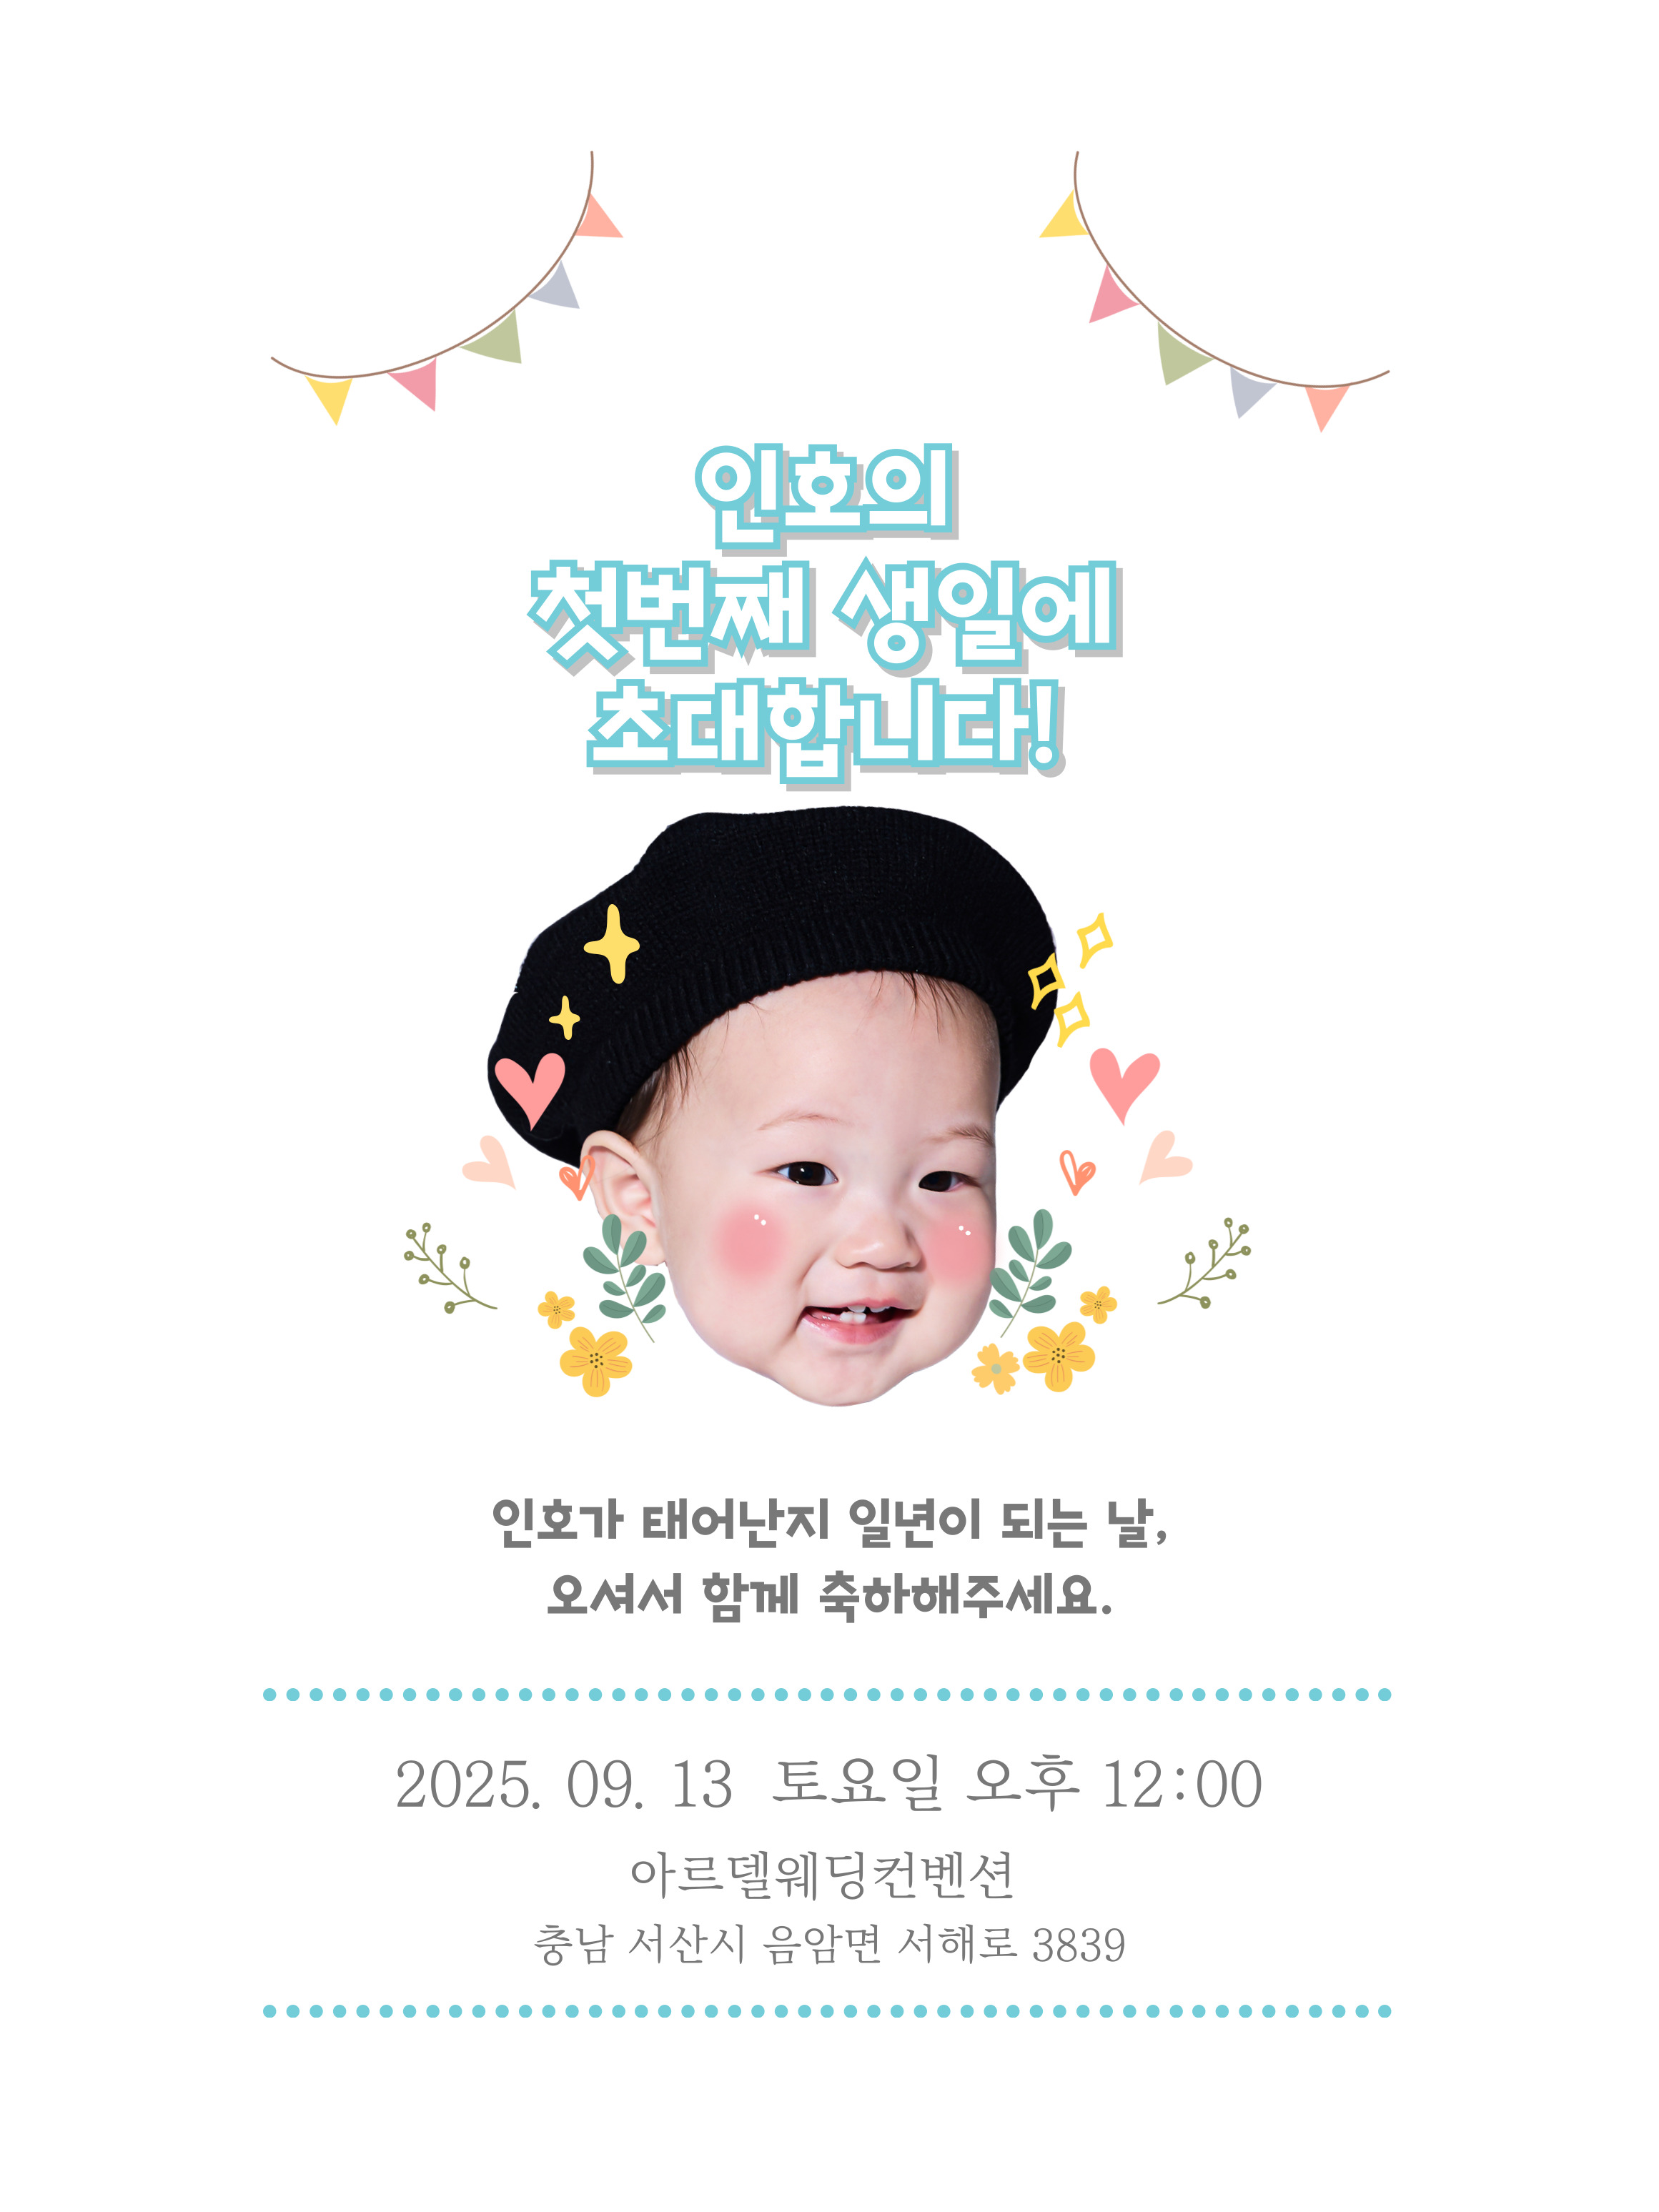 인호의
첫번째 생일에
초대합니다!
인호가 태어난지 일년이 되는 날,
오셔서 함께 축하해주세요.
2025. 09. 13 토요일 오후 12:00
아르델웨딩컨벤션
충남 서산시 음암면 서해로 3839